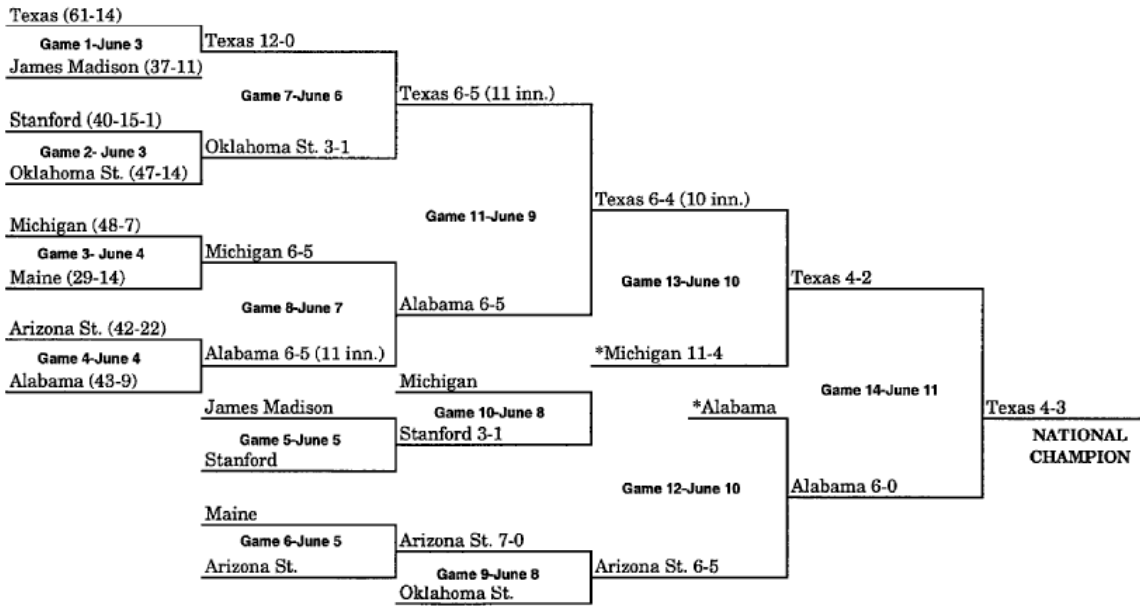 Texas (61-14)
Game 1-June 3
James Madison (37-11)
Texas 12-0
Game 7-June 6
Stanford (40-15-1)
Game 2- June 3
Oklahoma St. (47-14)
Oklahoma St. 3-1
Texas 6-5 (11 inn.)
Game 11-June 9
Michigan (48-7)
Game 3- June 4
Maine (29-14)
Michigan 6-5
Game 8-June 7
Arizona St. (42-22)
Game 4-June 4
Alabama (43-9)
Alabama 6-5 (11 inn.)
Alabama 6-5
Texas 6-4 (10 inn.)
Game 13-June 10
*Michigan 11-4
Texas 4-2
Michigan
Game 10-June 8
Stanford 3-1
James Madison
Game 5-June 5
Stanford
*Alabama
Game 14-June 11
Texas 4-3
NATIONAL
CHAMPION
Game 12-June 10
Alabama 6-0
Maine
Game 6-June 5
Arizona St.
Arizona St. 7-0
Game 9-June 8
Oklahoma St.
Arizona St. 6-5